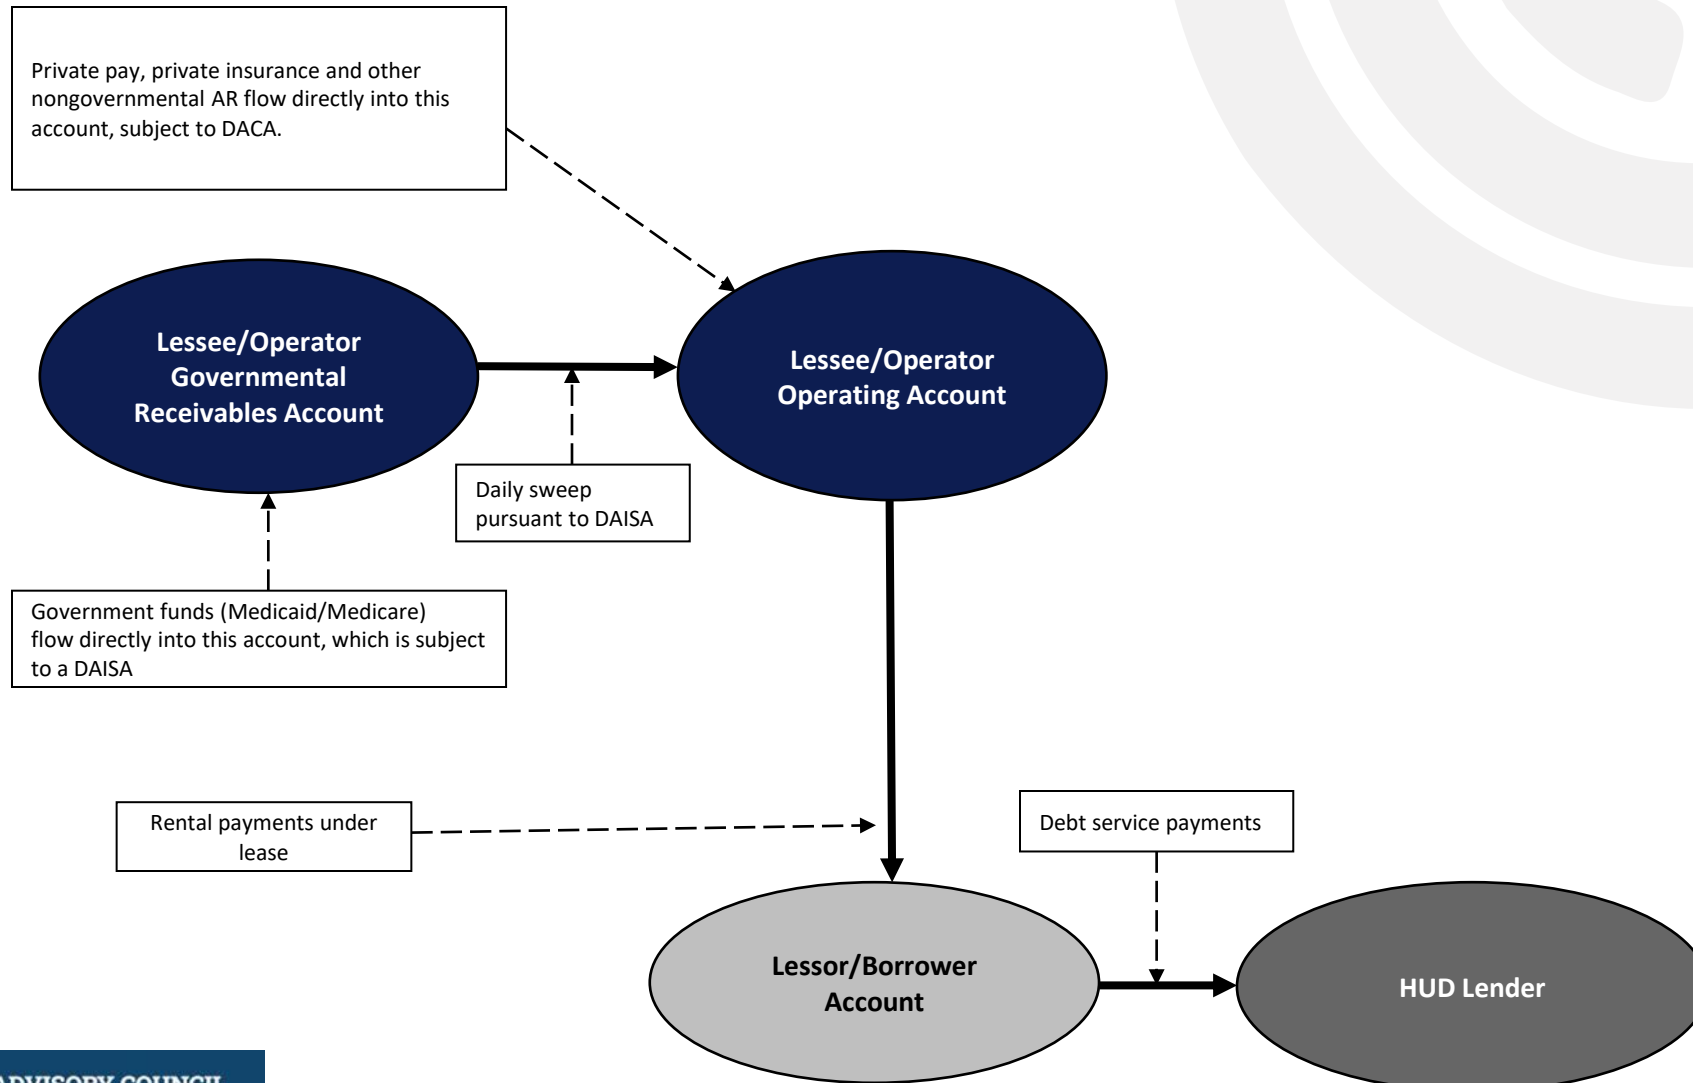 Private pay, private insurance and other
nongovernmental AR flow directly into this
account, subject to DACA.
Lessee/Operator
Governmental
Receivables Account
Lessee/Operator
Operating Account
Daily sweep
pursuant to DAISA
Government funds (Medicaid/Medicare)
flow directly into this account, which is subject
to a DAISA
Rental payments under
lease
Debt service payments
Lessor/Borrower
Account
HUD Lender
ADVISORY COUNCIL